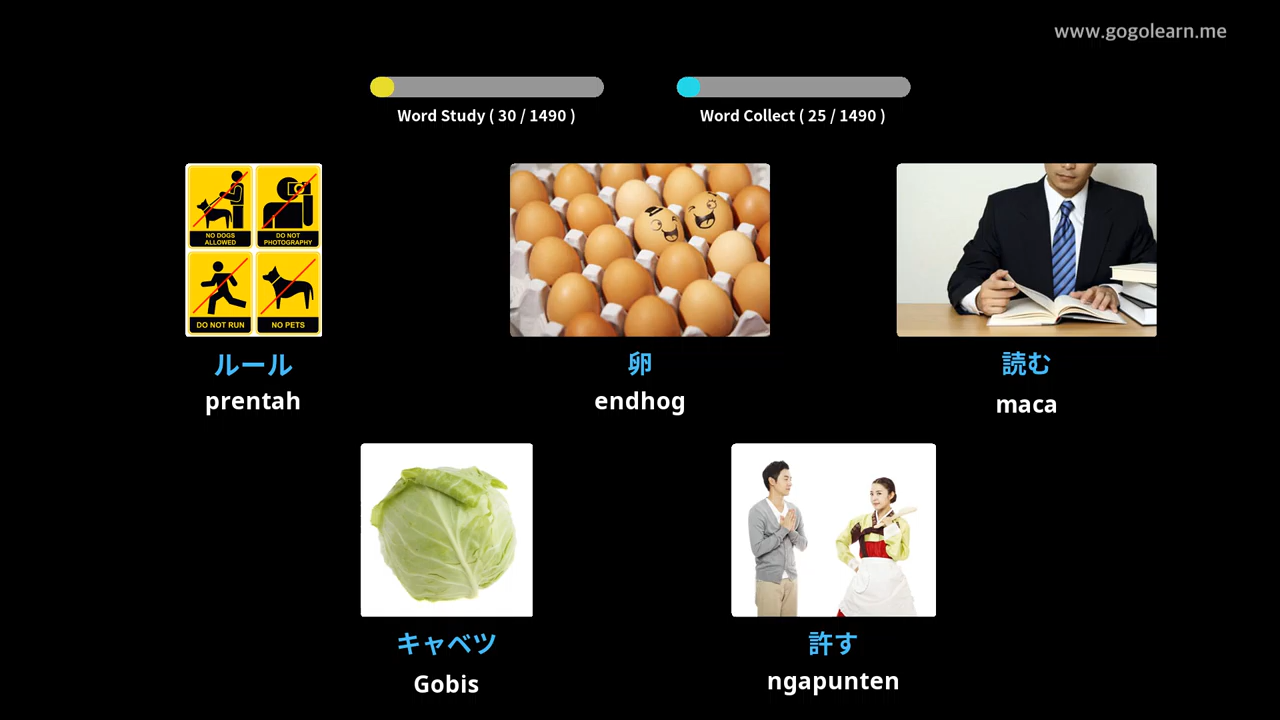 www.gogolearn.me
Word Study ( 30 / 1490 )
Word Collect ( 25 / 1490 )
NO DOGS
ALLOWED
DO NOT
PHOTOGRAPHY
DO NOT RUN
NO PETS
ルール
prentah
卵
endhog
読む
maca
キャベツ
Gobis
許す
ngapunten